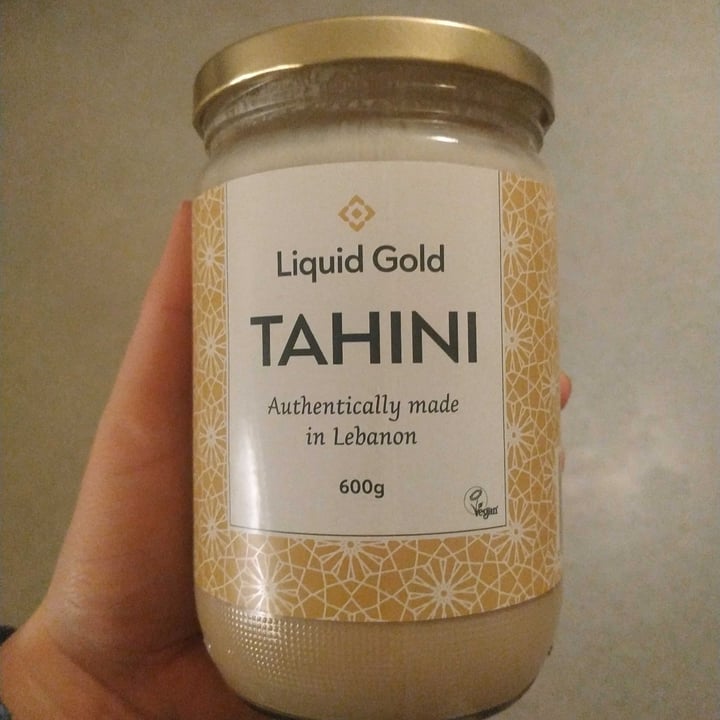 Liquid Gold
TAHINI
Authentically made
in Lebanon
600g
Vegan